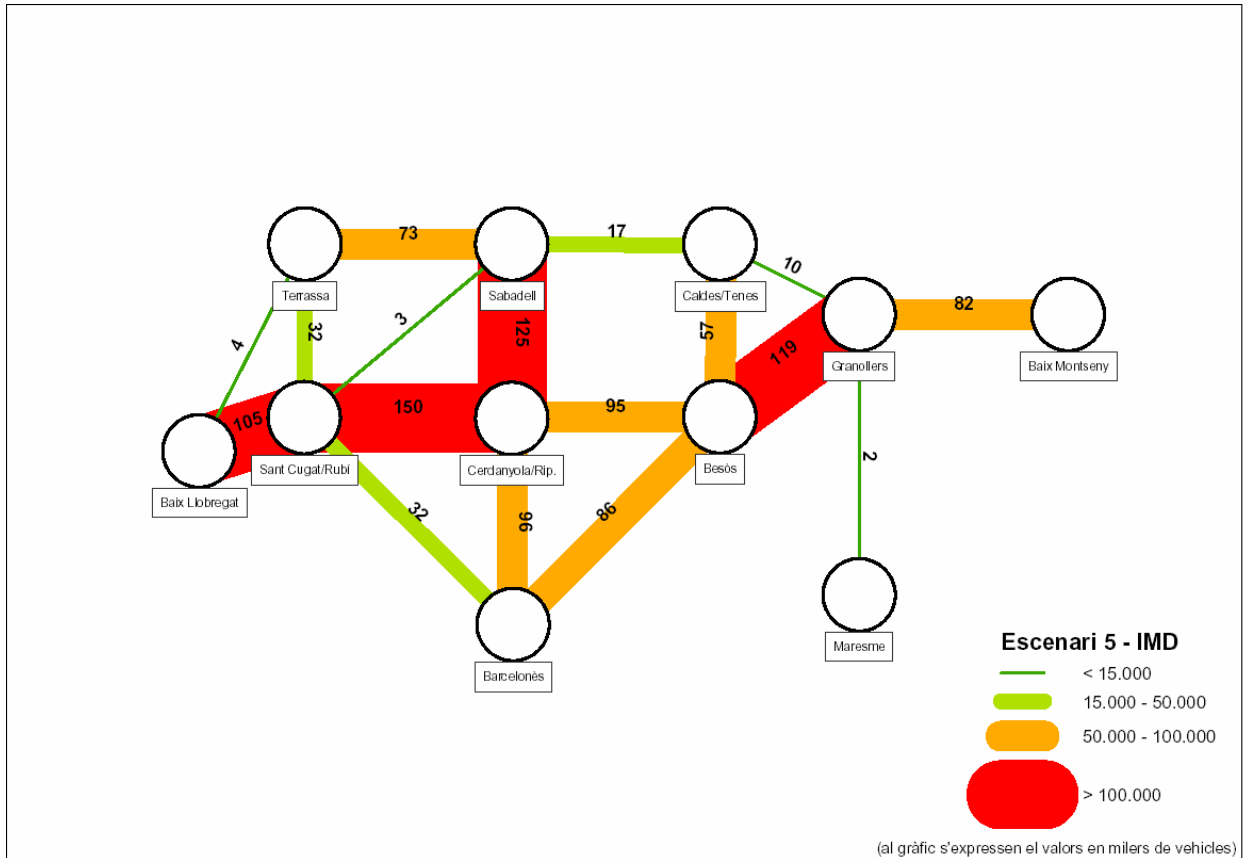 73
17
10
Terrassa
Sabadell
Caldes/Tenes
82
4
32
3
125
57
119
Granollers
Baix Montseny
105
150
95
Sant Cugat/Rubí
Cerdanyola/Rip.
Besòs
2
Baix Llobregat
32
96
86
Barcelonès
Maresme
Escenari 5 - IMD
< 15.000
15.000 - 50.000
50.000 - 100.000
> 100.000
(al gràfic s'expressen el valors en milers de vehicles)